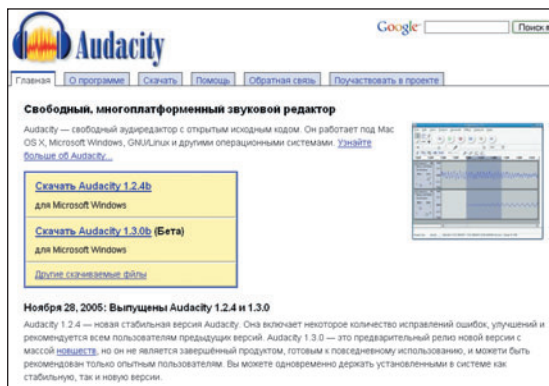 Google
Поиск в
Audacity
Главная О программе Скачать Помощь Обратная связь Поучаствовать в проекте
Свободный, многоплатформенный звуковой редактор
Audacity — свободный аудиредактор с открытым исходным кодом. Он работает под Mac
OS X, Microsoft Windows, GNU/Linux и другими операционными системами. Узнайте
больше об Audacity...
Скачать Audacity 1.2.4b
для Microsoft Windows
Скачать Audacity 1.3.0b (Бета)
для Microsoft Windows
Другие скачиваемые файлы
Ноября 28, 2005: Выпущены Audacity 1.2.4 и 1.3.0
Audacity 1.2.4 — новая стабильная версия Audacity. Она включает некоторое количество исправлений ошибок, улучшений и
рекомендуется всем пользователям предыдущих версий. Audacity 1.3.0 — это предварительный релиз новой версии с
массой новшеств, но он не является завершённый продуктом, готовым к повседневному использованию, и можети быть
рекомендован только опытным пользователям. Вы можете одновременно держать установленными в системе как
стабильную, так и новую версии.